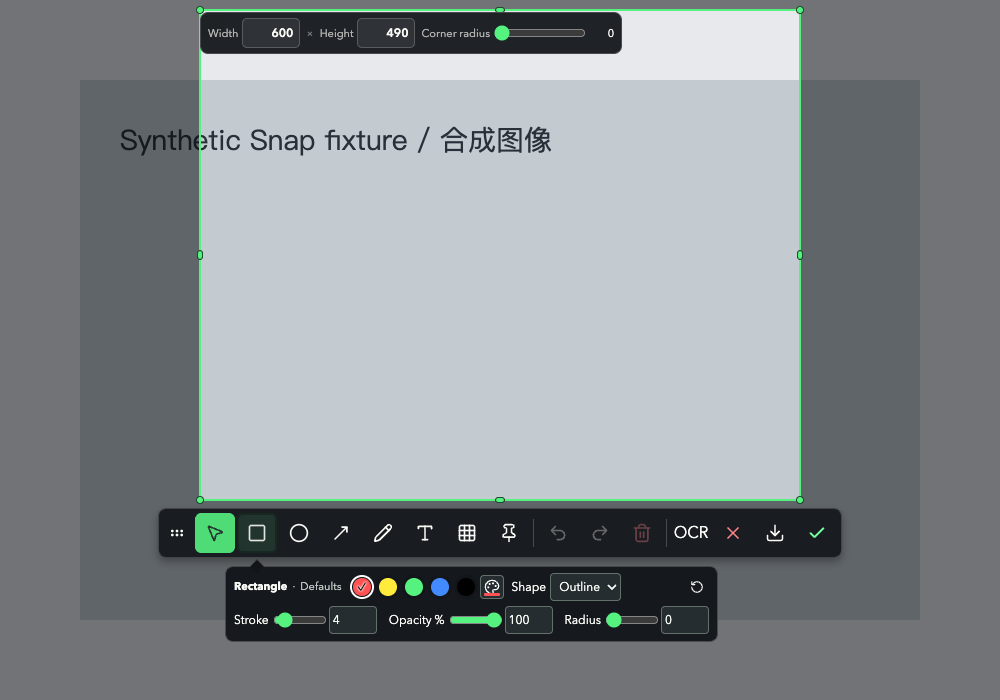 Width 600 × Height 490 Corner radius 0
Synthetic Snap fixture / 合成图像
OCR
Rectangle · Defaults Shape Outline
Stroke 4 Opacity % 100 Radius 0